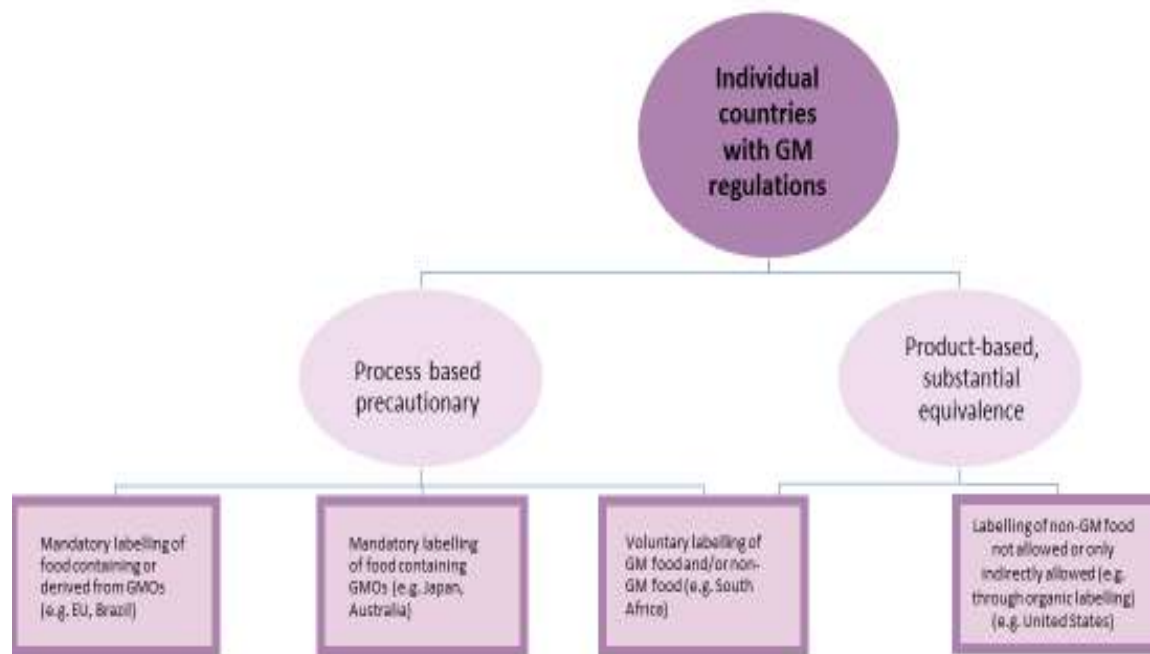 Individual
countries
with GM
regulations
Process based
precautionary
Product-based,
substantial
equivalence
Mandatory labelling of
food containing or
derived from GMOs
(e.g. EU, Brazil)
Mandatory labelling
of food containing
GMOs (e.g. Japan,
Australia)
Voluntary labelling of
GM food and/or non-
GM food (e.g. South
Africa)
Labelling of non-GM food
not allowed or only
indirectly allowed (e.g.
through organic labelling)
(e.g. United States)